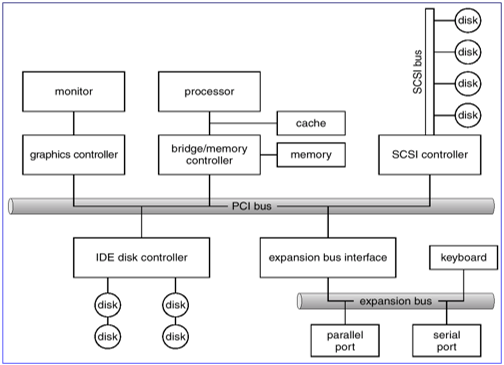 disk
disk
disk
disk
SCSI bus
monitor
processor
cache
graphics controller
bridge/memory
controller
memory
SCSI controller
PCI bus
IDE disk controller
expansion bus interface
keyboard
disk
disk
disk
disk
expansion bus
parallel
port
serial
port